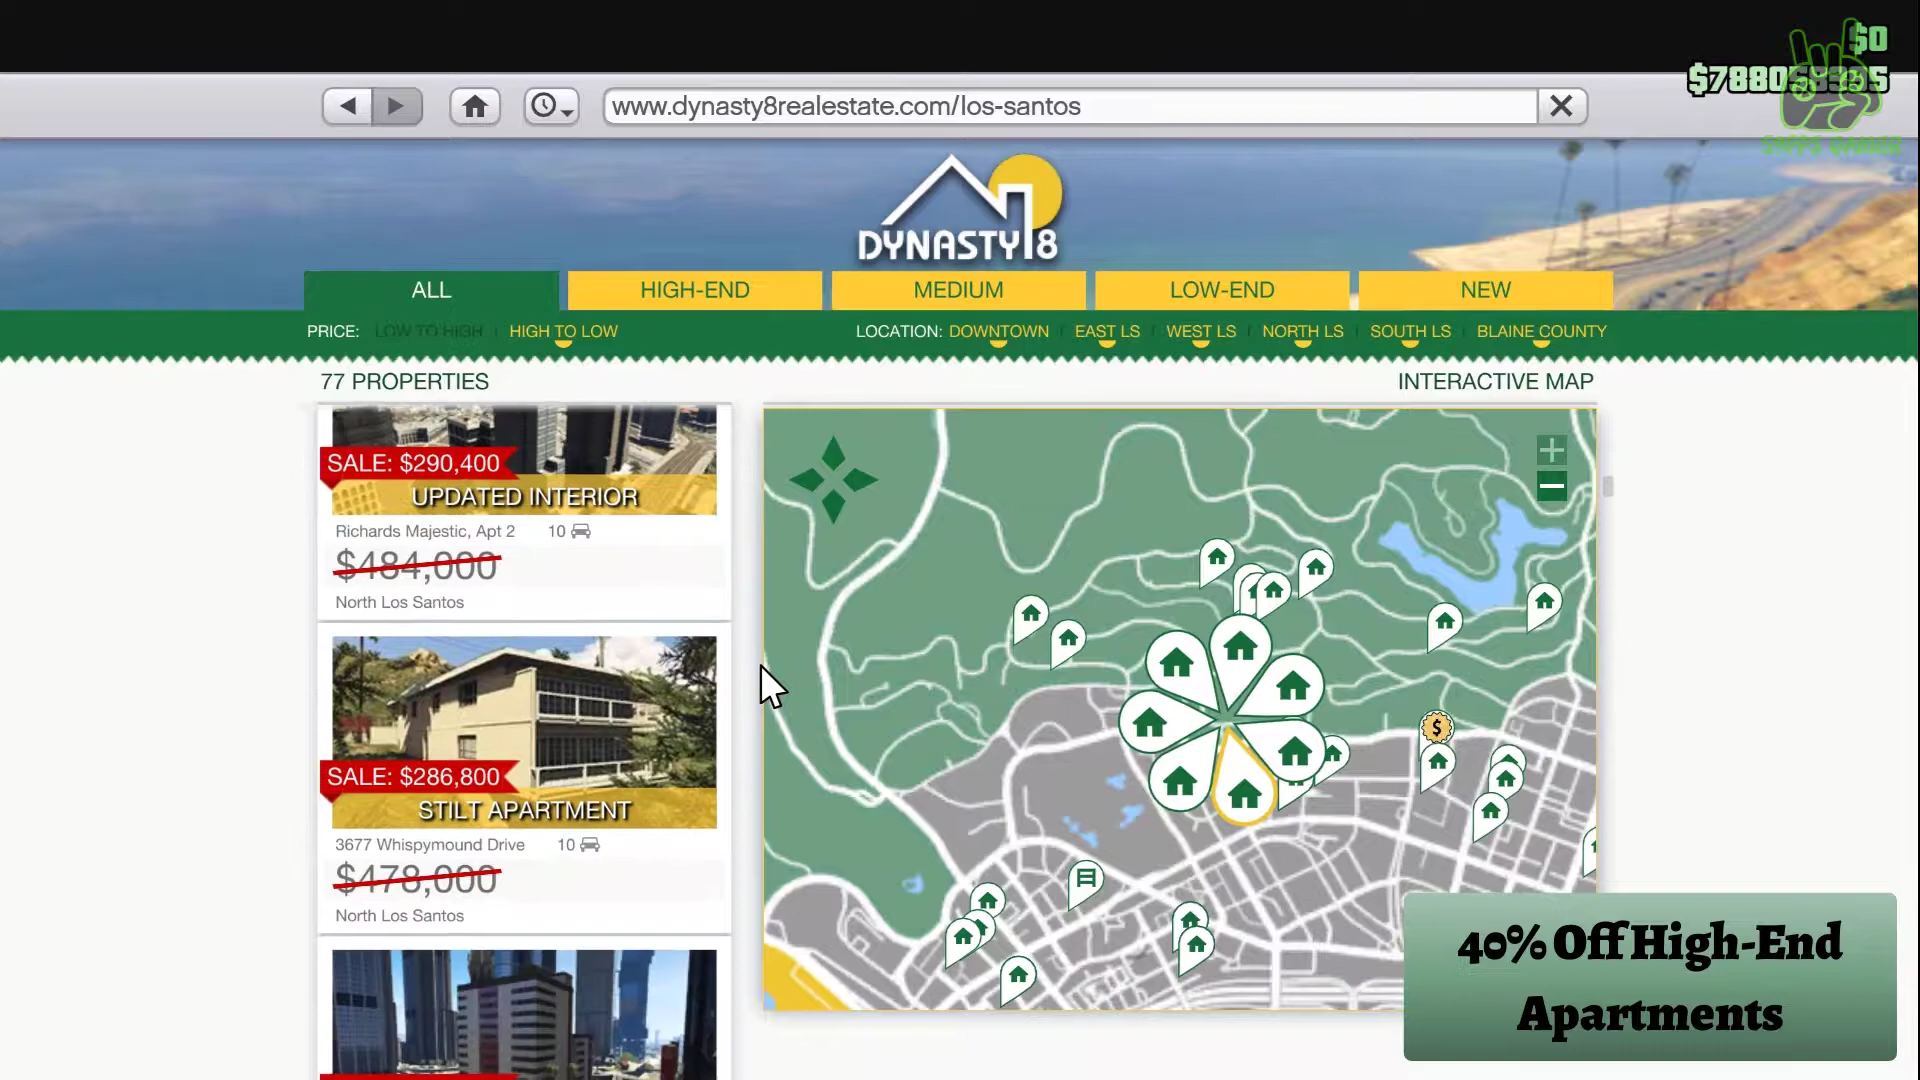 $0
www.dynasty8realestate.com/los-santos
DYNASTY 8
ALL
HIGH-END
MEDIUM
LOW-END
NEW
PRICE: LOW TO HIGH HIGH TO LOW
LOCATION: DOWNTOWN EAST LS WEST LS NORTH LS SOUTH LS BLAINE COUNTY
77 PROPERTIES
INTERACTIVE MAP
SALE: $290,400
UPDATED INTERIOR
Richards Majestic, Apt 2 10
$484,000
North Los Santos
SALE: $286,800
STILT APARTMENT
3677 Whispymound Drive 10
$478,000
North Los Santos
$
40% Off High-End
Apartments